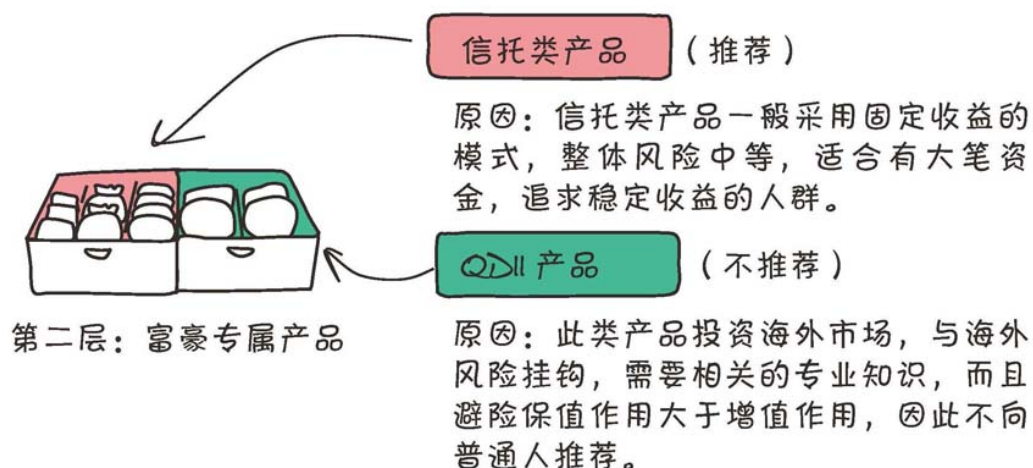 信托类产品（推荐）
原因：信托类产品一般采用固定收益的
模式，整体风险中等，适合有大笔资
金，追求稳定收益的人群。
QDII 产品（不推荐）
第二层：富豪专属产品
原因：此类产品投资海外市场，与海外
风险挂钩，需要相关的专业知识，而且
避险保值作用大于增值作用，因此不向
普通人推荐。